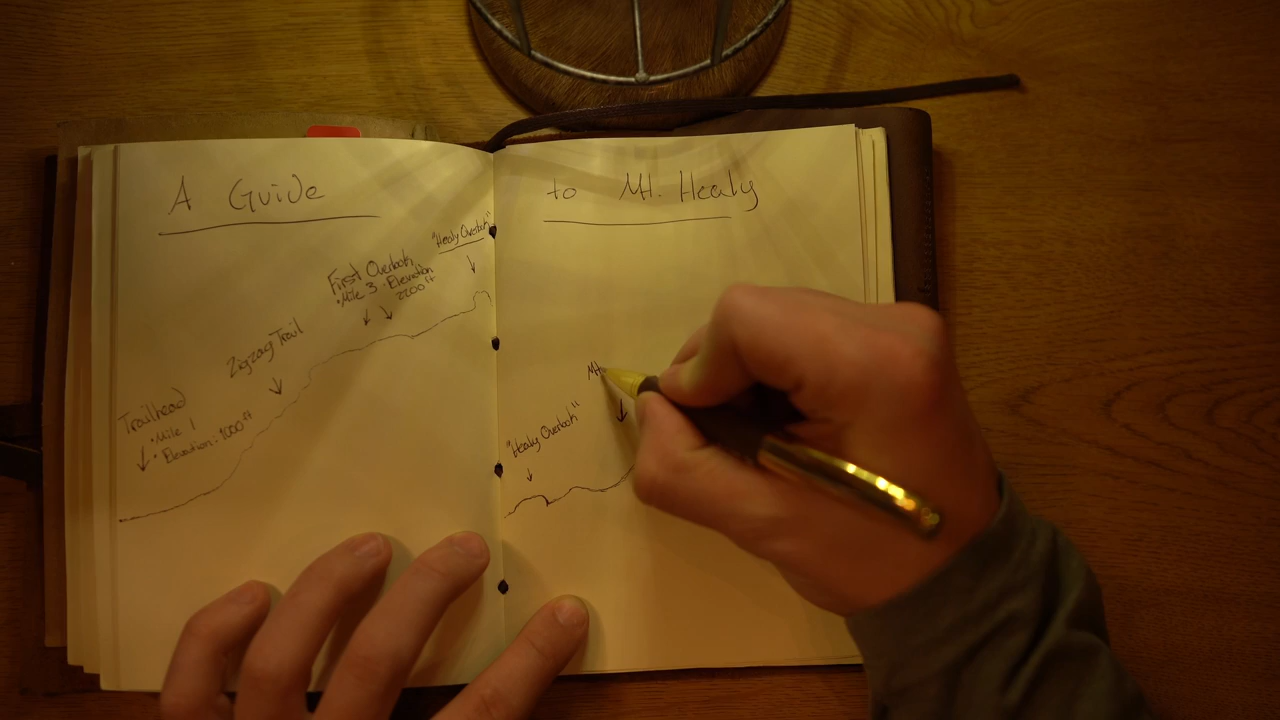 A Guide
to Mt. Healy
"Healy Overlook"
First Overlook
• Mile 3 • Elevation
2200 ft
Zigzag Trail
Trailhead
• Mile 1
• Elevation: 1000 ft
Mt
"Healy Overlook"